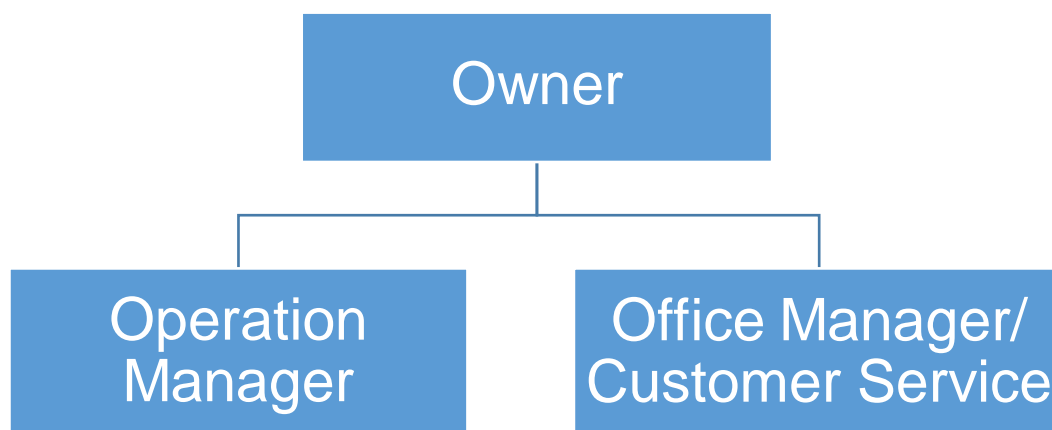 Owner
Operation
Manager
Office Manager/
Customer Service